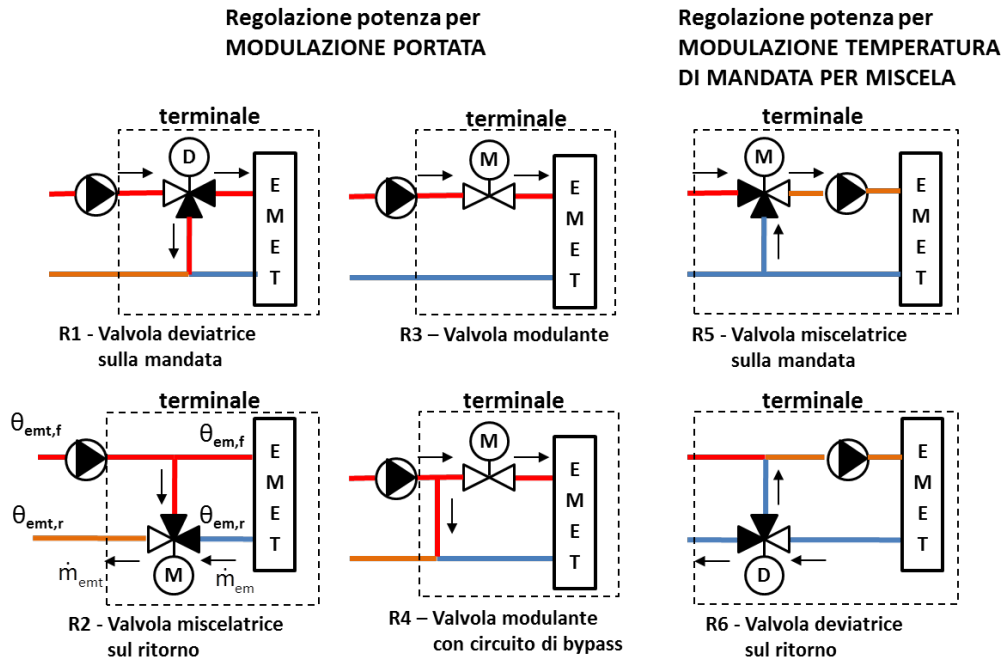 Regolazione potenza per
MODULAZIONE PORTATA
Regolazione potenza per
MODULAZIONE TEMPERATURA
DI MANDATA PER MISCELA
terminale
D
E
M
E
T
R1 - Valvola deviatrice
sulla mandata
terminale
M
E
M
E
T
R3 – Valvola modulante
terminale
M
E
M
E
T
R5 - Valvola miscelatrice
sulla mandata
terminale
θemt,f
θem,f
θemt,r
θem,r
ṁemt
ṁem
M
E
M
E
T
R2 - Valvola miscelatrice
sul ritorno
terminale
M
E
M
E
T
R4 – Valvola modulante
con circuito di bypass
terminale
D
E
M
E
T
R6 - Valvola deviatrice
sul ritorno